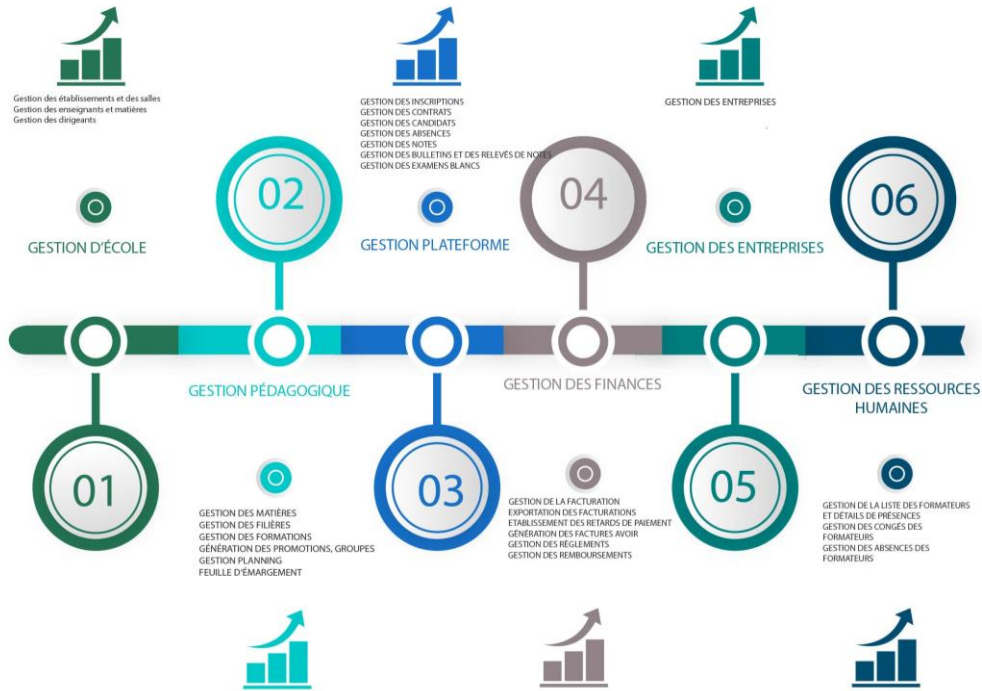 Gestion des établissements et des salles
Gestion des enseignants et matières
Gestion des dirigeants
01
GESTION D'ÉCOLE
02
GESTION PÉDAGOGIQUE
GESTION DES MATIÈRES
GESTION DES FILIÈRES
GESTION DES FORMATIONS
GÉNÉRATION DES PROMOTIONS, GROUPES
GESTION PLANNING
FEUILLE D'ÉMARGEMENT
GESTION DES INSCRIPTIONS
GESTION DES CONTRATS
GESTION DES CANDIDATS
GESTION DES ABSENCES
GESTION DES NOTES
GESTION DES BULLETINS ET DES RELEVÉS DE NOTES
GESTION DES EXAMENS BLANCS
GESTION PLATEFORME
03
04
GESTION DES FINANCES
GESTION DE LA FACTURATION
EXPORTATION DES FACTURATIONS
ETABLISSEMENT DES RETARDS DE PAIEMENT
GÉNÉRATION DES FACTURES AVOIR
GESTION DES RÈGLEMENTS
GESTION DES REMBOURSEMENTS
GESTION DES ENTREPRISES
GESTION DES ENTREPRISES
05
06
GESTION DES RESSOURCES
HUMAINES
GESTION DE LA LISTE DES FORMATEURS
ET DÉTAILS DE PRÉSENCES
GESTION DES CONGÉS DES
FORMATEURS
GESTION DES ABSENCES DES
FORMATEURS